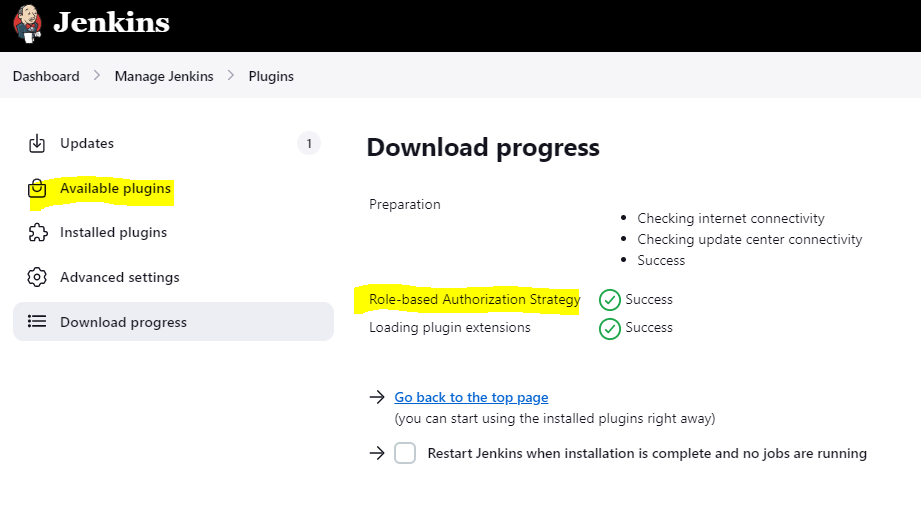 Jenkins
Dashboard > Manage Jenkins > Plugins
Updates 1
Available plugins
Installed plugins
Advanced settings
Download progress
Download progress
Preparation
• Checking internet connectivity
• Checking update center connectivity
• Success
Role-based Authorization Strategy Success
Loading plugin extensions Success
→ Go back to the top page
(you can start using the installed plugins right away)
→ Restart Jenkins when installation is complete and no jobs are running